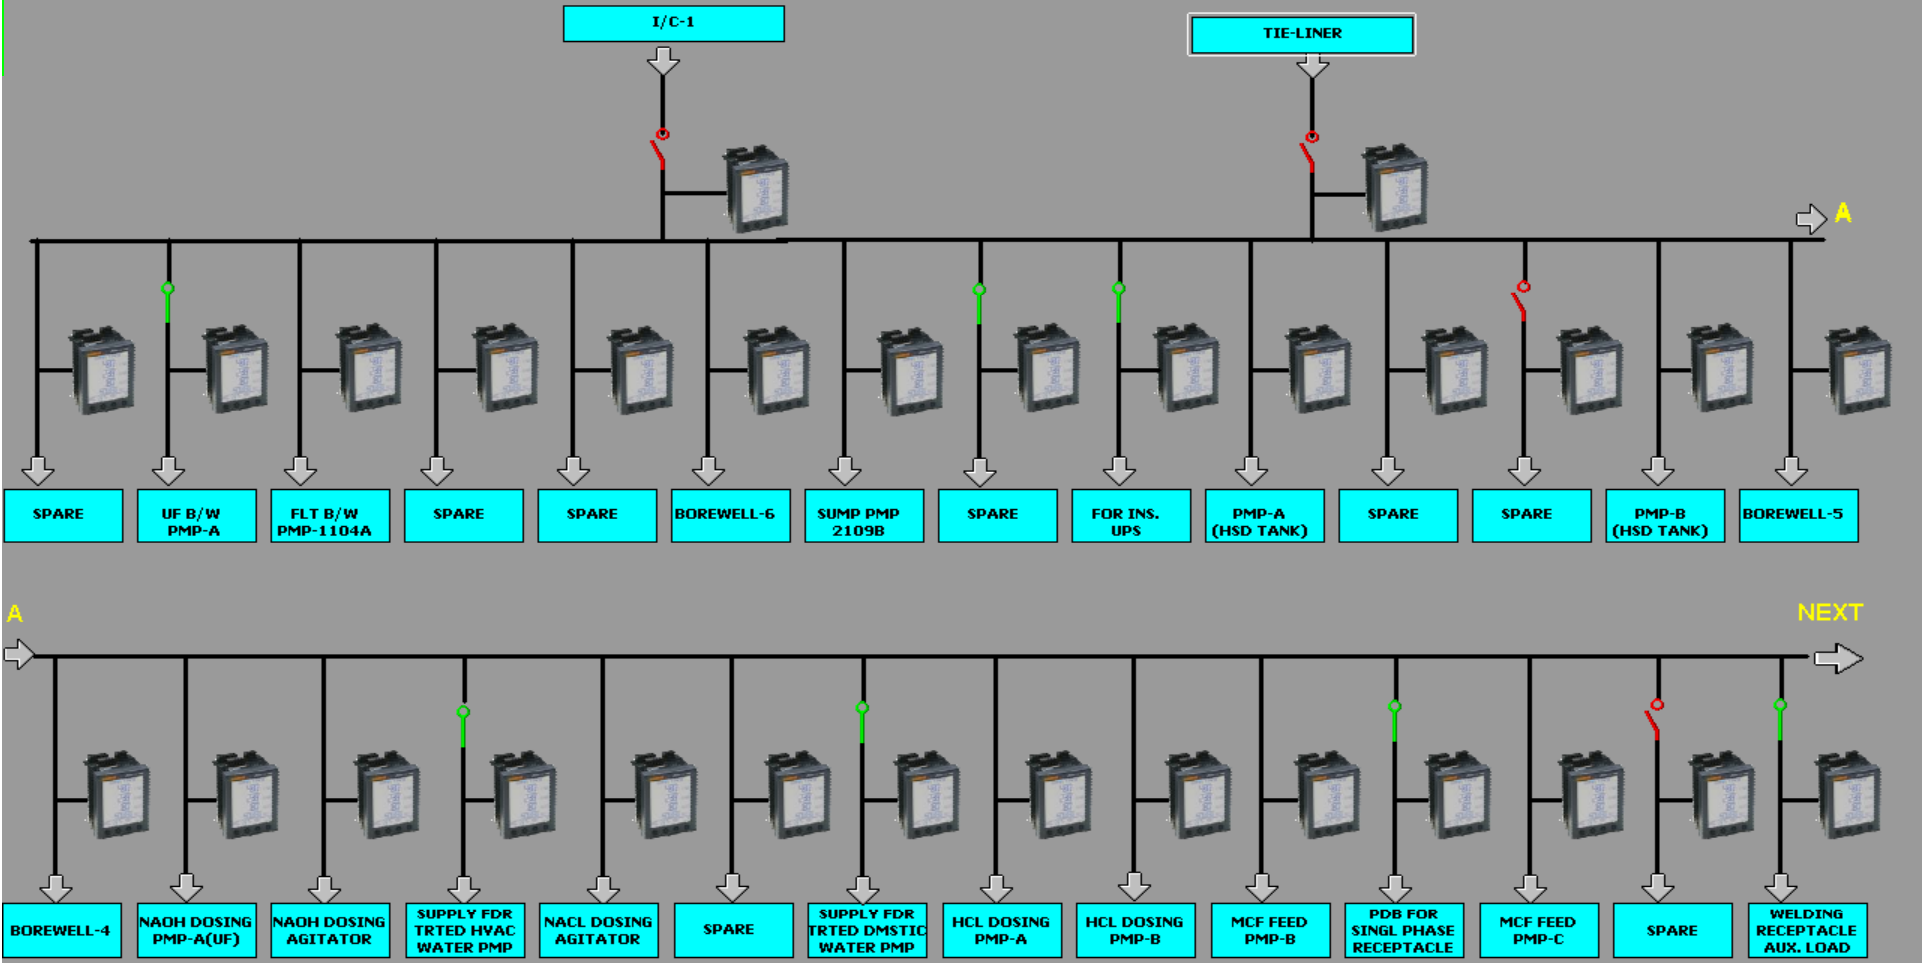 I/C-1
TIE-LINER
A
SPARE
UF B/W
PMP-A
FLT B/W
PMP-1104A
SPARE
SPARE
BOREWELL-6
SUMP PMP
2109B
SPARE
FOR INS.
UPS
PMP-A
(HSD TANK)
SPARE
SPARE
PMP-B
(HSD TANK)
BOREWELL-5
A
NEXT
BOREWELL-4
NAOH DOSING
PMP-A(UF)
NAOH DOSING
AGITATOR
SUPPLY FDR
TRTED HVAC
WATER PMP
NACL DOSING
AGITATOR
SPARE
SUPPLY FDR
TRTED DMSTIC
WATER PMP
HCL DOSING
PMP-A
HCL DOSING
PMP-B
MCF FEED
PMP-B
PDB FOR
SINGL PHASE
RECEPTACLE
MCF FEED
PMP-C
SPARE
WELDING
RECEPTACLE
AUX. LOAD